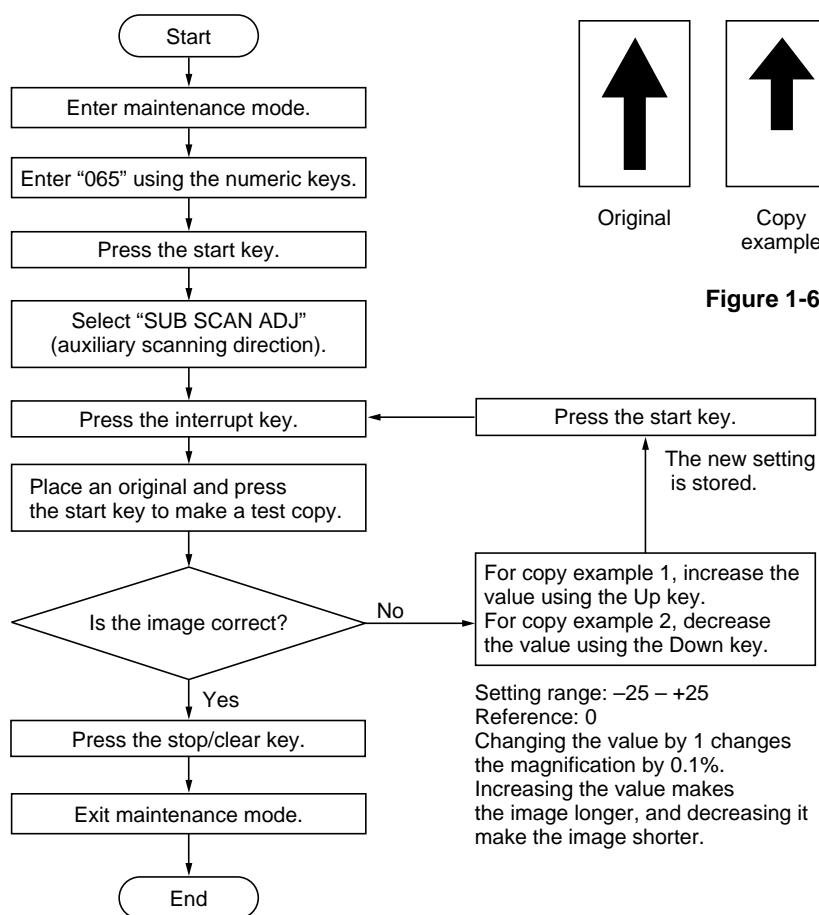 Start
Enter maintenance mode.
Enter “065” using the numeric keys.
Press the start key.
Select “SUB SCAN ADJ”
(auxiliary scanning direction).
Press the interrupt key.
Place an original and press
the start key to make a test copy.
Is the image correct?
No
Yes
Press the stop/clear key.
Exit maintenance mode.
End
Original
Copy
example
Figure 1-6
Press the start key.
The new setting
is stored.
For copy example 1, increase the
value using the Up key.
For copy example 2, decrease
the value using the Down key.
Setting range: –25 – +25
Reference: 0
Changing the value by 1 changes
the magnification by 0.1%.
Increasing the value makes
the image longer, and decreasing it
make the image shorter.